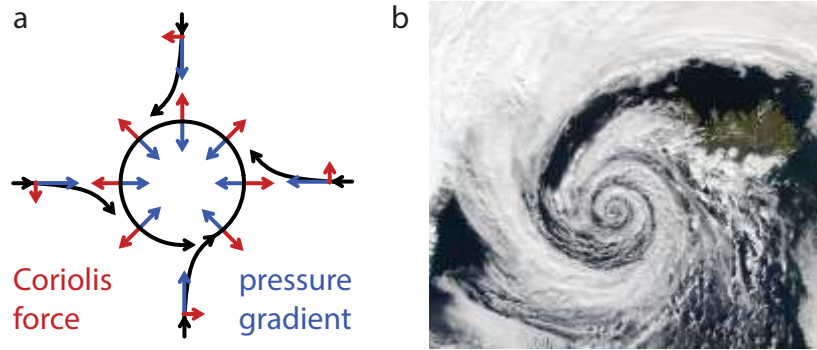 a
b
Coriolis
force
pressure
gradient